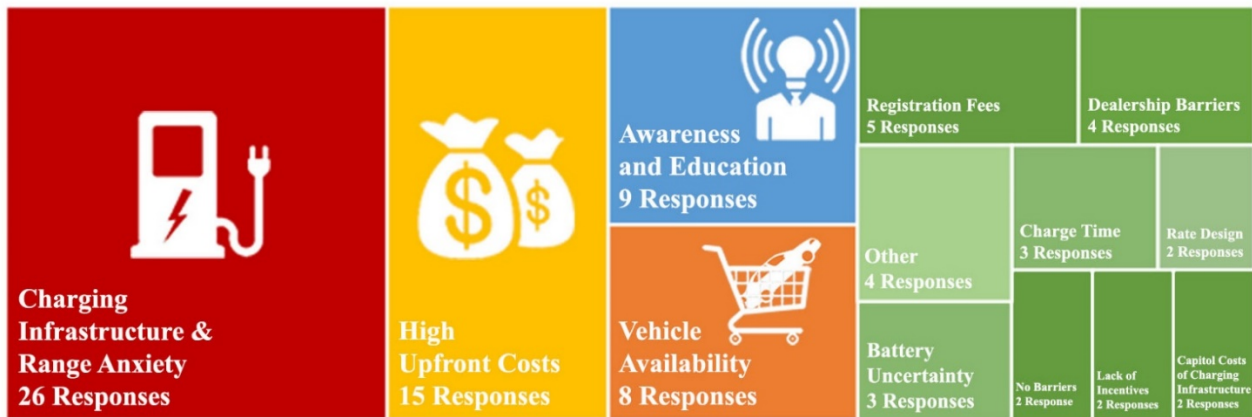 Charging
Infrastructure &
Range Anxiety
26 Responses
High
Upfront Costs
15 Responses
Awareness
and Education
9 Responses
Vehicle
Availability
8 Responses
Registration Fees
5 Responses
Dealership Barriers
4 Responses
Other
4 Responses
Charge Time
3 Responses
Rate Design
2 Responses
Battery
Uncertainty
3 Responses
No Barriers
2 Response
Lack of
Incentives
2 Responses
Capitol Costs
of Charging
Infrastructure
2 Responses